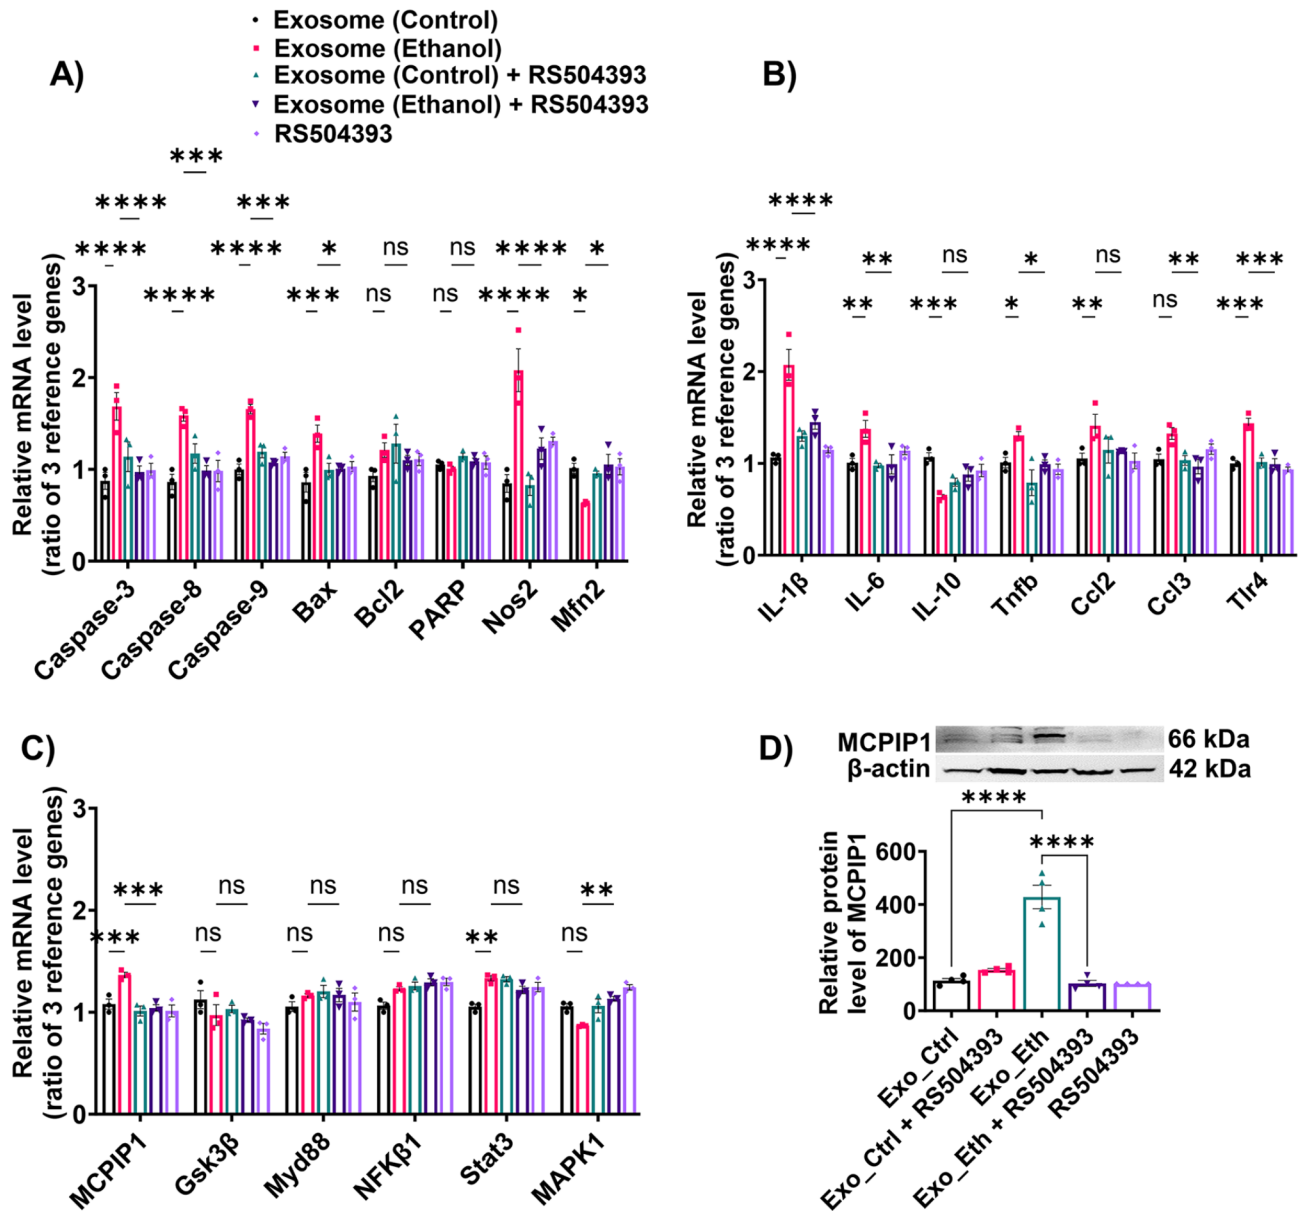 Exosome (Control)
Exosome (Ethanol)
Exosome (Control) + RS504393
Exosome (Ethanol) + RS504393
RS504393
A)
*** 
**** ***
**** **** * ns ns **** *
**** *** ns ns **** *
Relative mRNA level
(ratio of 3 reference genes)
3
2
1
0
Caspase-3
Caspase-8
Caspase-9
Bax
Bcl2
PARP
Nos2
Mfn2
B)
****
**** ** ns * ns ** ***
** *** * ** ns ***
Relative mRNA level
(ratio of 3 reference genes)
3
2
1
0
IL-1β
IL-6
IL-10
Tnfb
Ccl2
Ccl3
Tlr4
C)
*** ns ns ns ns **
*** ns ns ns ** ns
Relative mRNA level
(ratio of 3 reference genes)
3
2
1
0
MCPIP1
Gsk3β
Myd88
NFKβ1
Stat3
MAPK1
D)
MCPIP1 66 kDa
β-actin 42 kDa
****
****
Relative protein
level of MCPIP1
600
400
200
0
Exo_Ctrl
Exo_Ctrl + RS504393
Exo_Eth
Exo_Eth + RS504393
RS504393